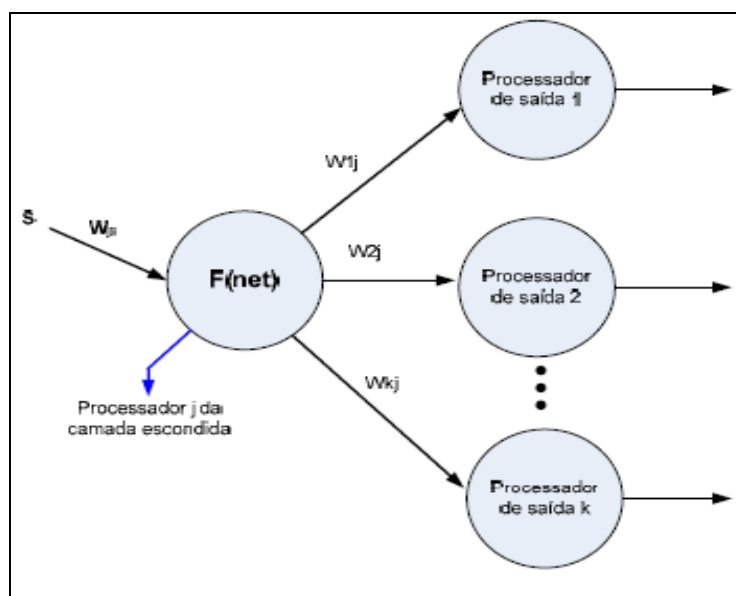 Processador
de saída 1
W1j
S
Wji
F(net)
W2j
Processador
de saída 2
Wkj
Processador j da
camada escondida
Processador
de saída k